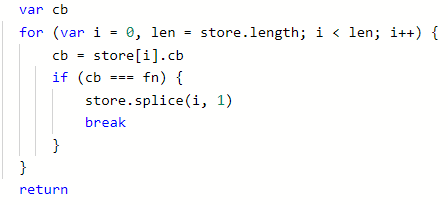 var cb
for (var i = 0, len = store.length; i < len; i++) {
    cb = store[i].cb
    if (cb === fn) {
        store.splice(i, 1)
        break
    }
}
return